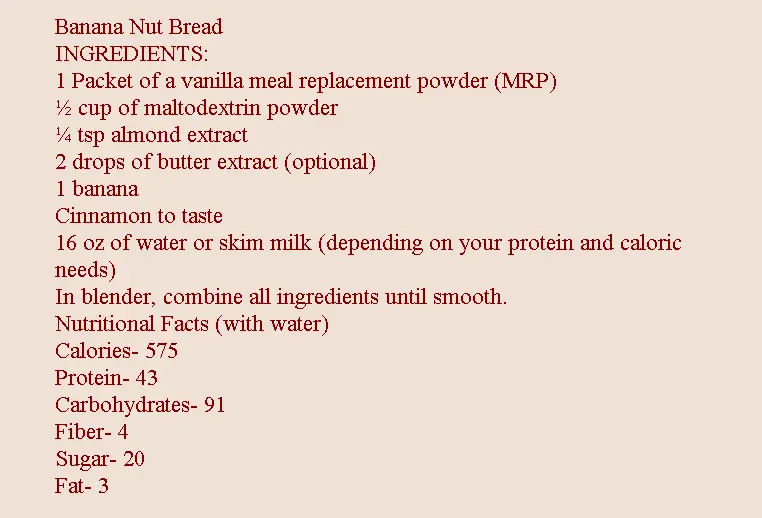 Banana Nut Bread
INGREDIENTS:
1 Packet of a vanilla meal replacement powder (MRP)
½ cup of maltodextrin powder
¼ tsp almond extract
2 drops of butter extract (optional)
1 banana
Cinnamon to taste
16 oz of water or skim milk (depending on your protein and caloric
needs)
In blender, combine all ingredients until smooth.
Nutritional Facts (with water)
Calories- 575
Protein- 43
Carbohydrates- 91
Fiber- 4
Sugar- 20
Fat- 3